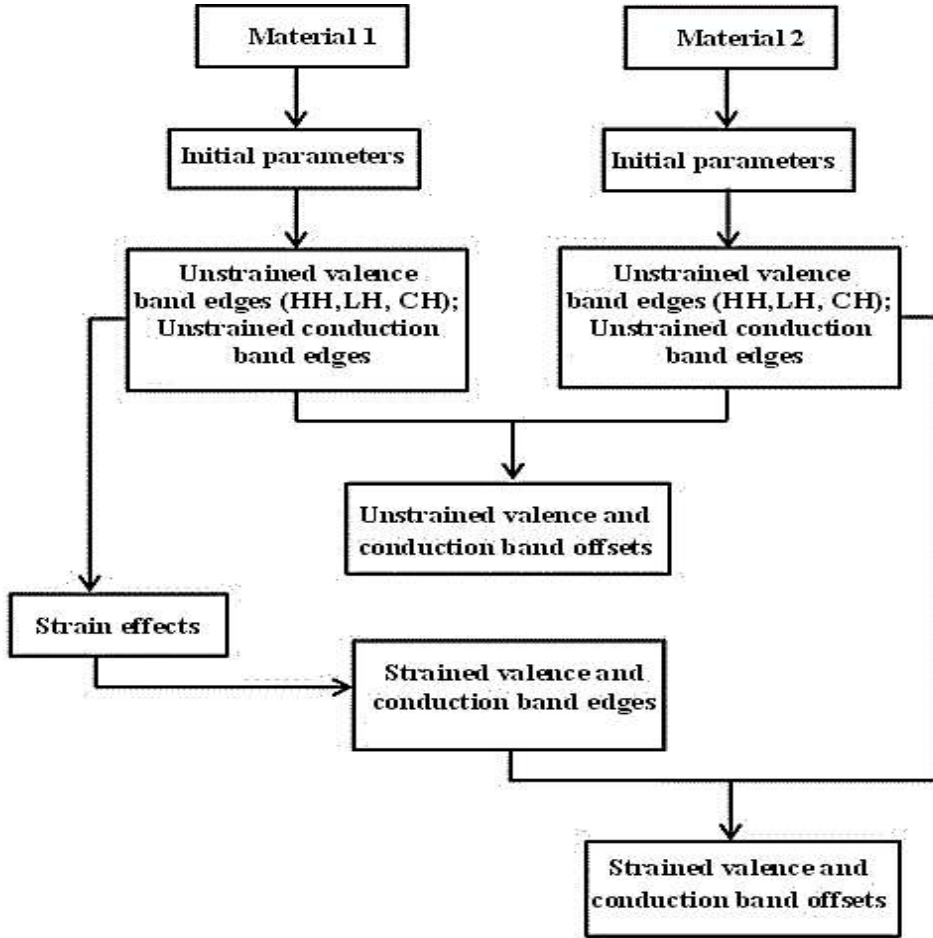 Material 1
Material 2
Initial parameters
Initial parameters
Unstrained valence
band edges (HH,LH, CH);
Unstrained conduction
band edges
Unstrained valence
band edges (HH,LH, CH);
Unstrained conduction
band edges
Unstrained valence and
conduction band offsets
Strain effects
Strained valence and
conduction band edges
Strained valence and
conduction band offsets